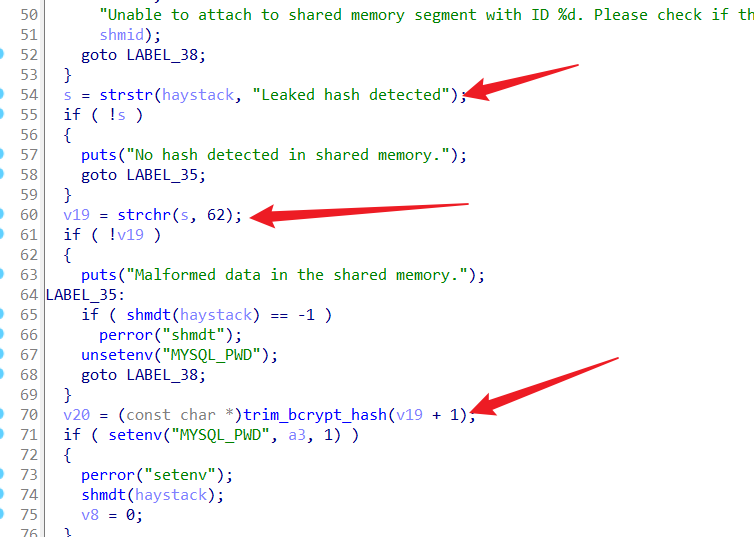 50 "Unable to attach to shared memory segment with ID %d. Please check if th
51 shmid);
52 goto LABEL_38;
53 }
54 s = strstr(haystack, "Leaked hash detected");
55 if ( !s )
56 {
57 puts("No hash detected in shared memory.");
58 goto LABEL_35;
59 }
60 v19 = strchr(s, 62);
61 if ( !v19 )
62 {
63 puts("Malformed data in the shared memory.");
64 LABEL_35:
65 if ( shmdt(haystack) == -1 )
66 perror("shmdt");
67 unsetenv("MYSQL_PWD");
68 goto LABEL_38;
69 }
70 v20 = (const char *)trim_bcrypt_hash(v19 + 1);
71 if ( setenv("MYSQL_PWD", a3, 1) )
72 {
73 perror("setenv");
74 shmdt(haystack);
75 v8 = 0;
76 }